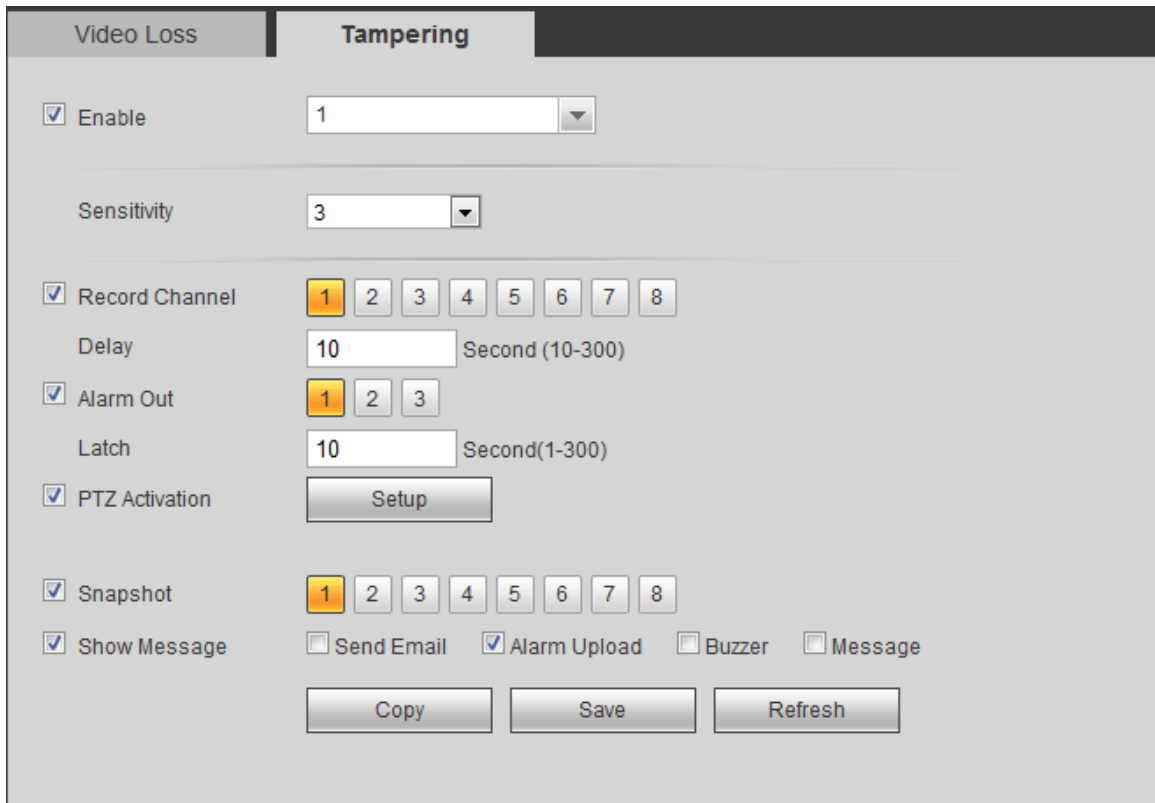 Video Loss Tampering
Enable 1
Sensitivity 3
Record Channel 1 2 3 4 5 6 7 8
Delay 10 Second (10-300)
Alarm Out 1 2 3
Latch 10 Second(1-300)
PTZ Activation Setup
Snapshot 1 2 3 4 5 6 7 8
Show Message Send Email Alarm Upload Buzzer Message
Copy Save Refresh